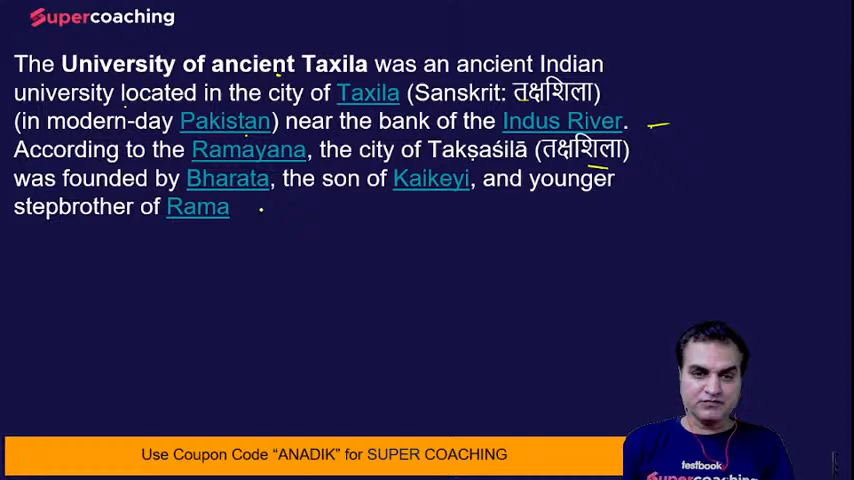 Supercoaching
The University of ancient Taxila was an ancient Indian
university located in the city of Taxila (Sanskrit: तक्षशिला)
(in modern-day Pakistan) near the bank of the Indus River.
According to the Ramayana, the city of Takṣaśilā (तक्षशिला)
was founded by Bharata, the son of Kaikeyi, and younger
stepbrother of Rama
Use Coupon Code “ANADIK” for SUPER COACHING
testbook
Supercoaching